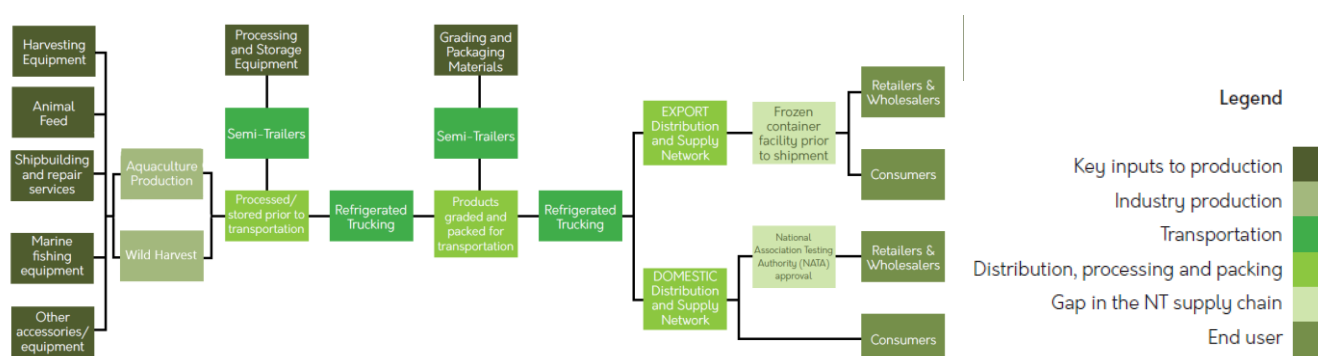 Harvesting
Equipment
Animal
Feed
Shipbuilding
and repair
services
Marine
fishing
equipment
Other
accessories/
equipment
Aquaculture
Production
Wild Harvest
Processing
and Storage
Equipment
Semi-Trailers
Processed/
stored prior to
transportation
Refrigerated
Trucking
Grading and
Packaging
Materials
Semi-Trailers
Products
graded and
packed for
transportation
Refrigerated
Trucking
EXPORT
Distribution
and Supply
Network
Frozen
container
facility prior
to shipment
Retailers &
Wholesalers
Consumers
DOMESTIC
Distribution
and Supply
Network
National
Association Testing
Authority (NATA)
approval
Retailers &
Wholesalers
Consumers
Legend
Key inputs to production
Industry production
Transportation
Distribution, processing and packing
Gap in the NT supply chain
End user